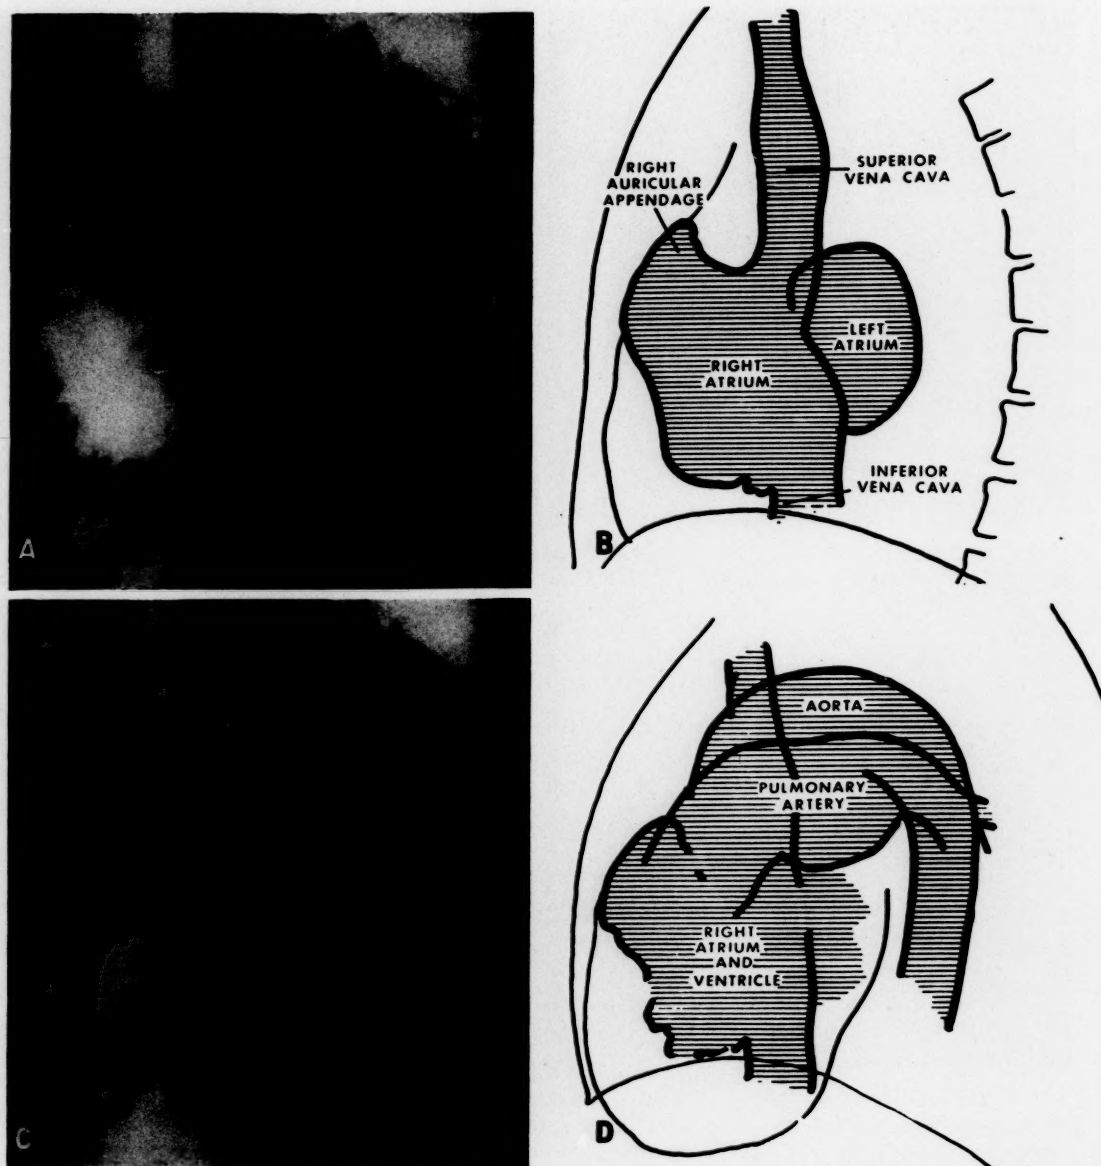 A
RIGHT
AURICULAR
APPENDAGE
SUPERIOR
VENA CAVA
LEFT
ATRIUM
RIGHT
ATRIUM
INFERIOR
VENA CAVA
B
C
AORTA
PULMONARY
ARTERY
RIGHT
ATRIUM
AND
VENTRICLE
D